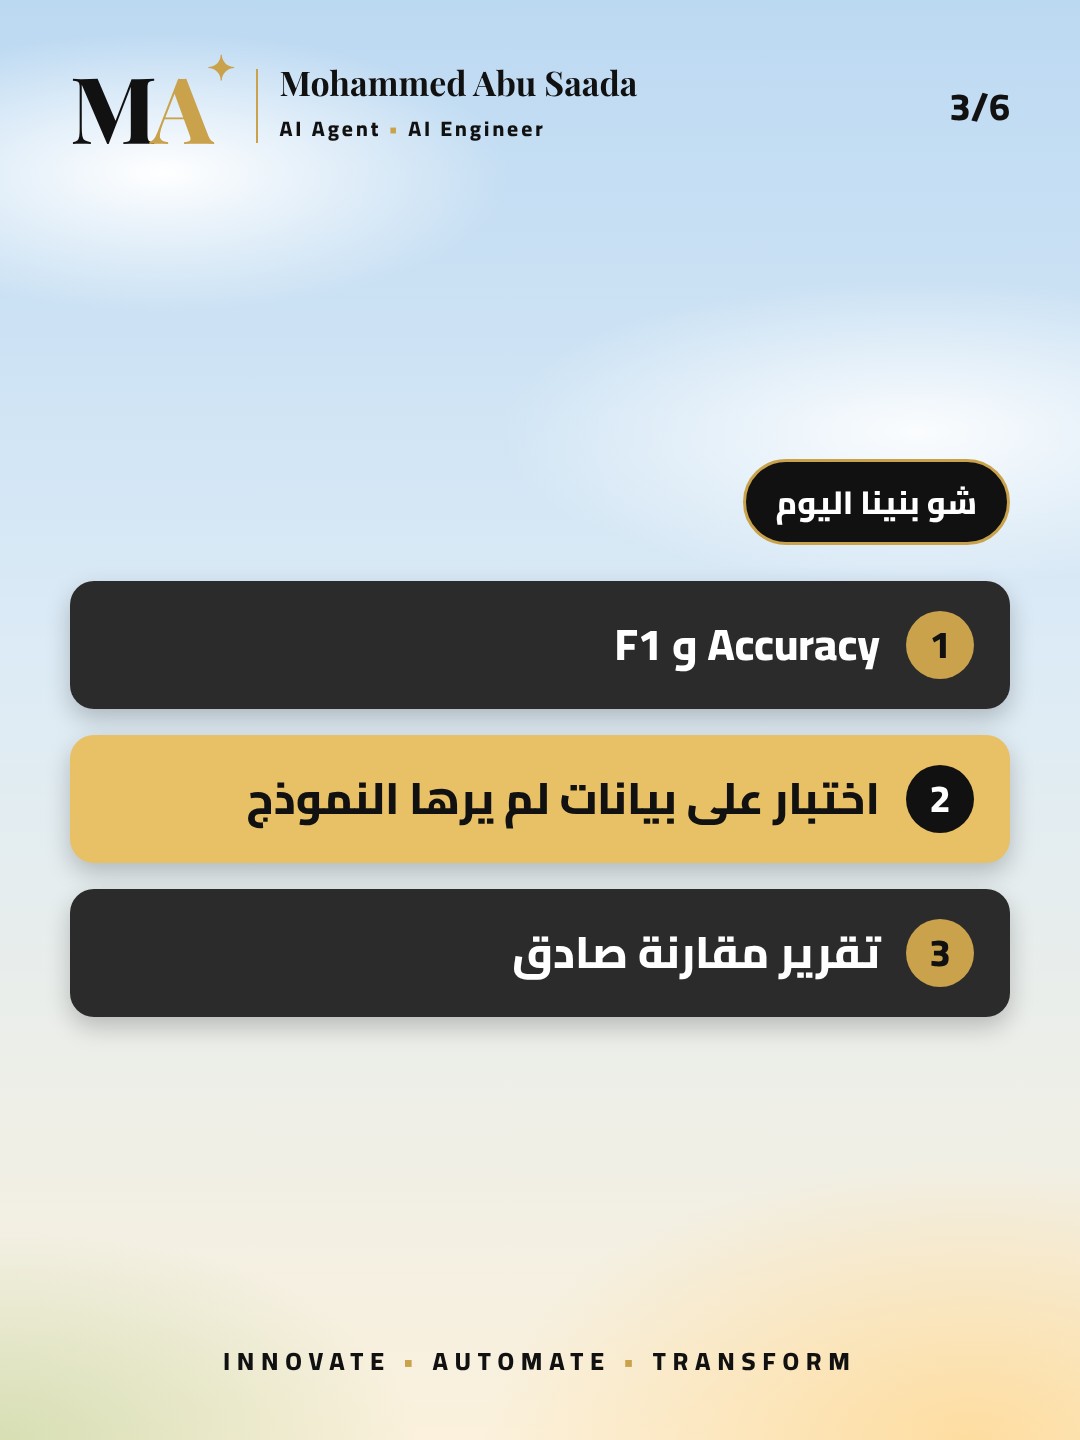 MA
Mohammed Abu Saada
AI Agent ▪ AI Engineer
3/6
شو بنينا اليوم
1 Accuracy و F1
2 اختبار على بيانات لم يرها النموذج
3 تقرير مقارنة صادق
INNOVATE ▪ AUTOMATE ▪ TRANSFORM